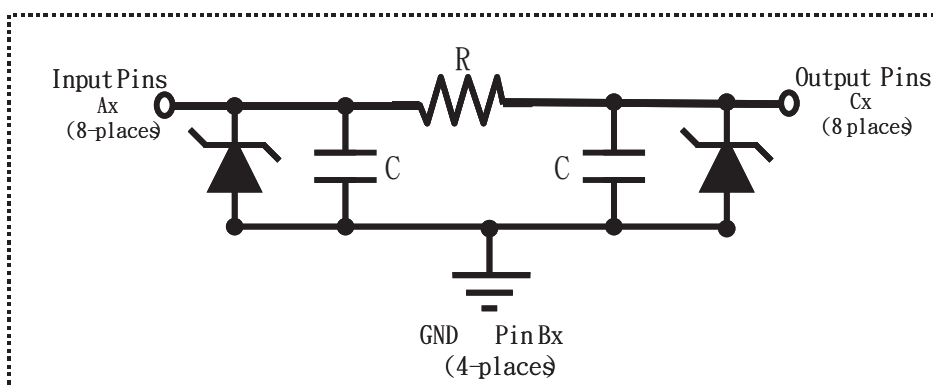 R
Input Pins
Ax
(8-places)
Output Pins
Cx
(8 places)
C
C
GND Pin Bx
(4-places)